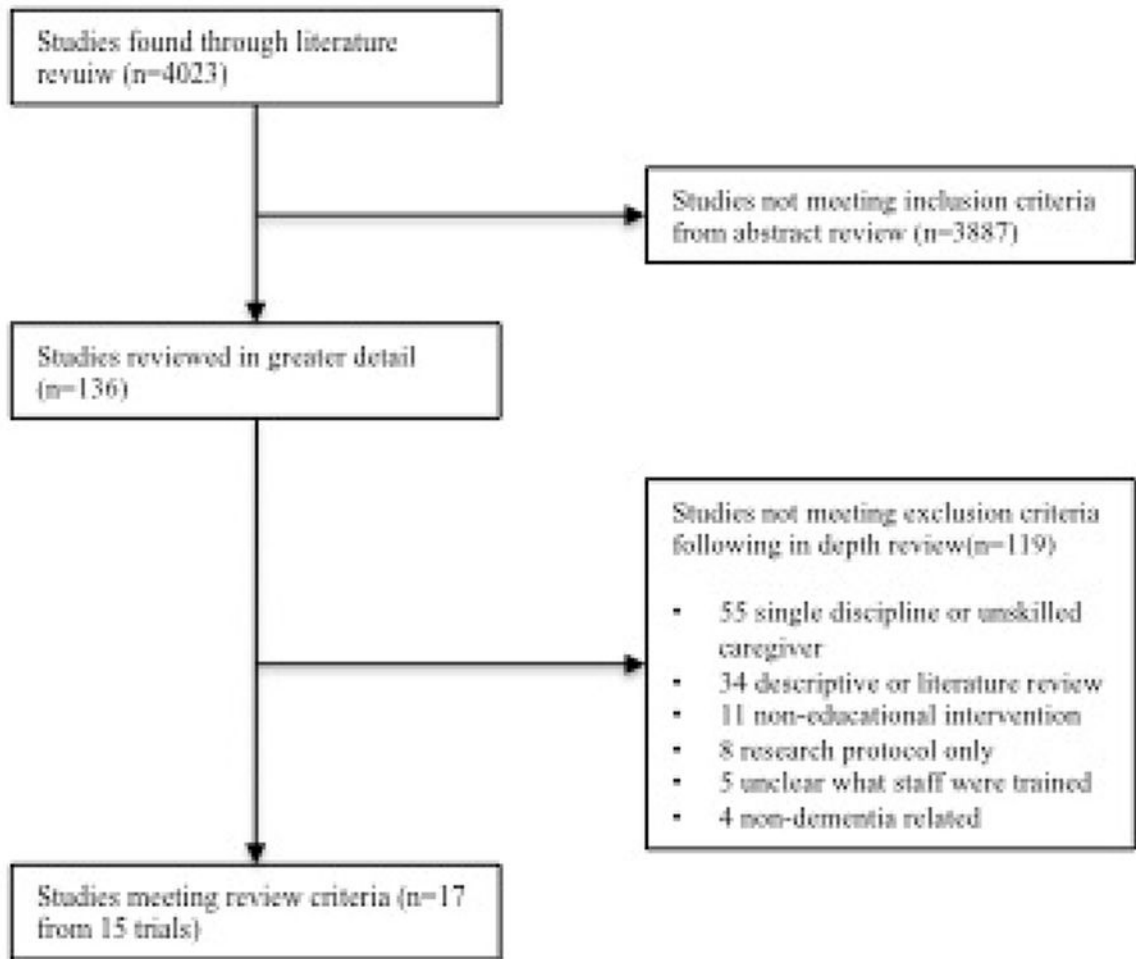 Studies found through literature
revuiw (n=4023)
Studies not meeting inclusion criteria
from abstract review (n=3887)
Studies reviewed in greater detail
(n=136)
Studies not meeting exclusion criteria
following in depth review(n=119)
• 55 single discipline or unskilled
caregiver
• 34 descriptive or literature review
• 11 non-educational intervention
• 8 research protocol only
• 5 unclear what staff were trained
• 4 non-dementia related
Studies meeting review criteria (n=17
from 15 trials)